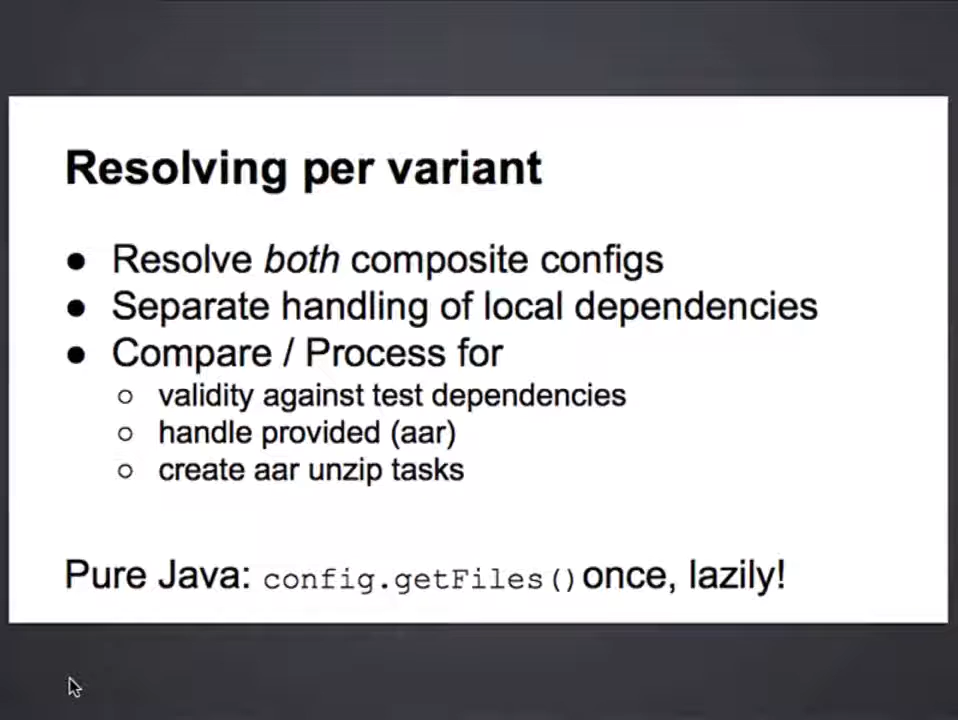 Resolving per variant
● Resolve both composite configs
● Separate handling of local dependencies
● Compare / Process for
○ validity against test dependencies
○ handle provided (aar)
○ create aar unzip tasks
Pure Java: config.getFiles() once, lazily!